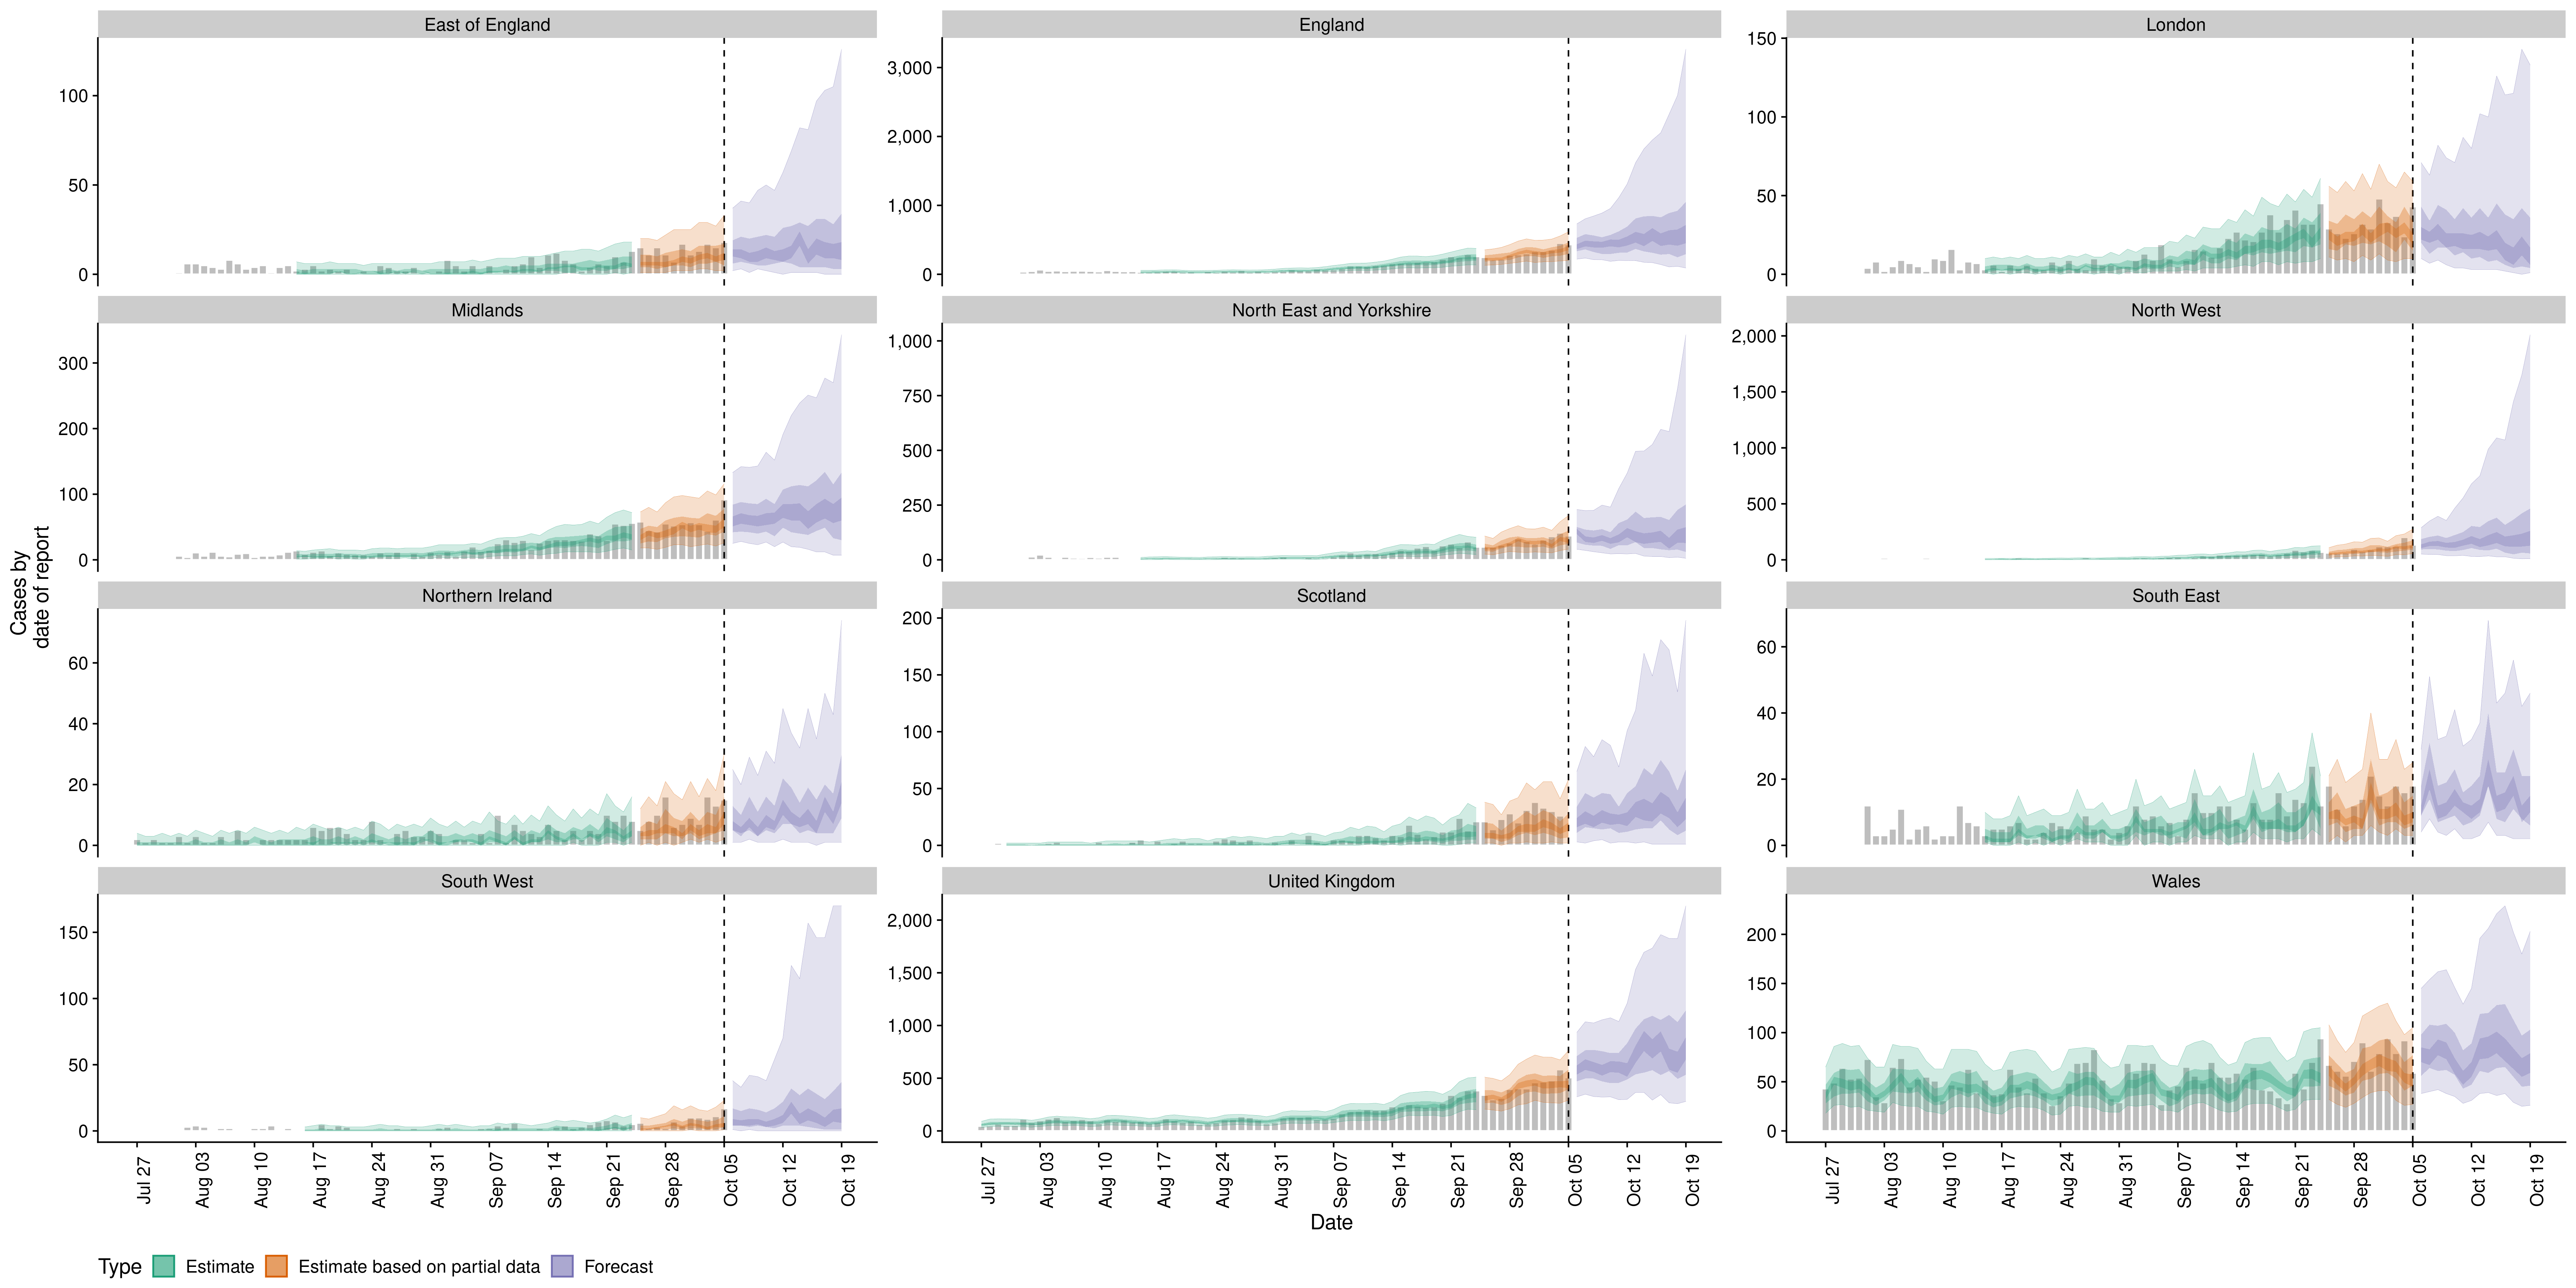 East of England
England
London
100
50
0
3,000
2,000
1,000
0
150
100
50
0
Midlands
North East and Yorkshire
North West
300
200
100
0
1,000
750
500
250
0
2,000
1,500
1,000
500
0
Cases by
date of report
Northern Ireland
Scotland
South East
60
40
20
0
200
150
100
50
0
60
40
20
0
South West
United Kingdom
Wales
150
100
50
0
2,000
1,500
1,000
500
0
200
150
100
50
0
Jul 27
Aug 03
Aug 10
Aug 17
Aug 24
Aug 31
Sep 07
Sep 14
Sep 21
Sep 28
Oct 05
Oct 12
Oct 19
Jul 27
Aug 03
Aug 10
Aug 17
Aug 24
Aug 31
Sep 07
Sep 14
Sep 21
Sep 28
Oct 05
Oct 12
Oct 19
Jul 27
Aug 03
Aug 10
Aug 17
Aug 24
Aug 31
Sep 07
Sep 14
Sep 21
Sep 28
Oct 05
Oct 12
Oct 19
Date
Type Estimate Estimate based on partial data Forecast